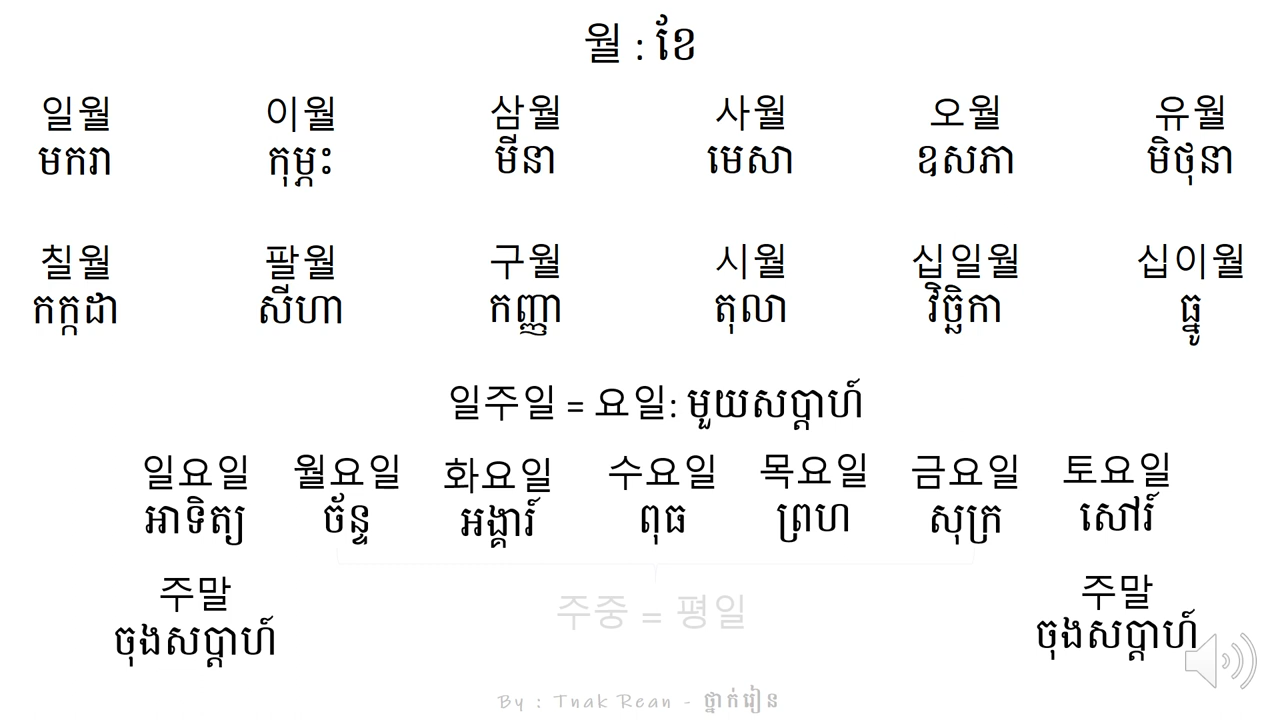 월 : ខែ
일월 이월 삼월 사월 오월 유월
មករា កុម្ភះ មីនា មេសា ឧសភា មិថុនា
칠월 팔월 구월 시월 십일월 십이월
កក្កដា សីហា កញ្ញា តុលា វិច្ឆិកា ធ្នូ
일주일 = 요일: មួយសប្តាហ៍
일요일 월요일 화요일 수요일 목요일 금요일 토요일
អាទិត្យ ច័ន្ទ អង្គារ៍ ពុធ ព្រហ សុក្រ សៅរ៍
주말 주중 = 평일 주말
ចុងសប្តាហ៍ ចុងសប្តាហ៍
By : Tnak Rean - ថ្នាក់រៀន